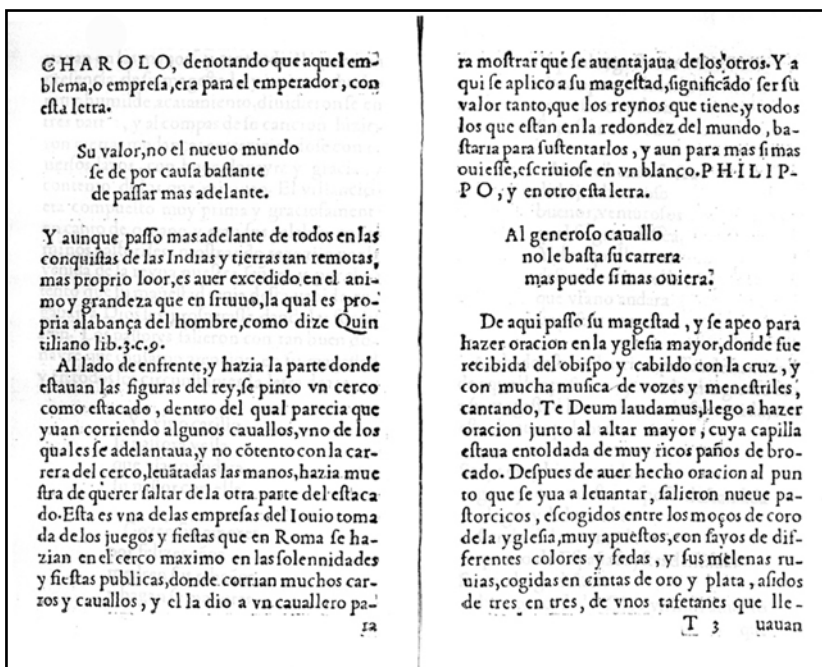 CHAROLO, denotando que aquel em-
blema,o empreſa,era para el emperador, con
eſta letra.
Su valor,no el nueuo mundo
ſe de por cauſa baſtante
de paſſar mas adelante.
Y aunque paſſo mas adelante de todos en las
conquiſtas de las Indias y tierras tan remotas,
mas proprio loor,es auer excedido,en el ani-
mo y grandeza que en ſi tuuo,la qual es pro-
pria alabança del hombre,como dize Quin
tiliano lib.3.c.9.
Al lado de enfrente,y hazia la parte donde
eſtauan las figuras del rey,ſe pinto vn cerco
como eſtacado , dentro del qual parecia que
yuan corriendo algunos cauallos,vno de los
quales ſe adelantaua,y no cõtento con la car-
rera del cerco,leuãtadas las manos,hazia mue
ſtra de querer ſaltar de la otra parte del eſtaca
do.Eſta es vna de las empreſas del Iouio toma
da de los juegos y fieſtas que en Roma ſe ha-
zian en el cerco maximo en las ſolennidades
y fieſtas publicas,donde corrian muchos car-
ros y cauallos , y el la dio a vn cauallero pa-
ra
ra moſtrar que ſe auentajaua de los otros.Y a
qui ſe aplico a ſu mageſtad,ſignificãdo ſer ſu
valor tanto,que los reynos que tiene,y todos
los que eſtan en la redondez del mundo , ba-
ſtaria para ſuſtentarlos , y aun para mas ſi mas
ouieſſe,eſcriuioſe en vn blanco.PHILIP-
PO, y en otro eſta letra.
Al generoſo cauallo
no le baſta ſu carrera
mas puede ſi mas ouiera.
De aqui paſſo ſu mageſtad , y ſe apeo para
hazer oracion en la ygleſia mayor,donde fue
recibida del obiſpo y cabildo con la cruz , y
con mucha muſica de vozes y meneſtriles,
cantando,Te Deum laudamus,llego a hazer
oracion junto al altar mayor , cuya capilla
eſtaua entoldada de muy ricos paños de bro-
cado. Deſpues de auer hecho oracion al pun
to que ſe yua a leuantar, ſalieron nueue pa-
ſtorcicos , eſcogidos entre los moços de coro
de la ygleſia,muy apueſtos,con ſayos de dif-
ferentes colores y ſedas , y ſus melenas ru-
uias,cogidas en cintas de oro y plata, aſidos
de tres en tres, de vnos tafetanes que lle-
T 3 uauan